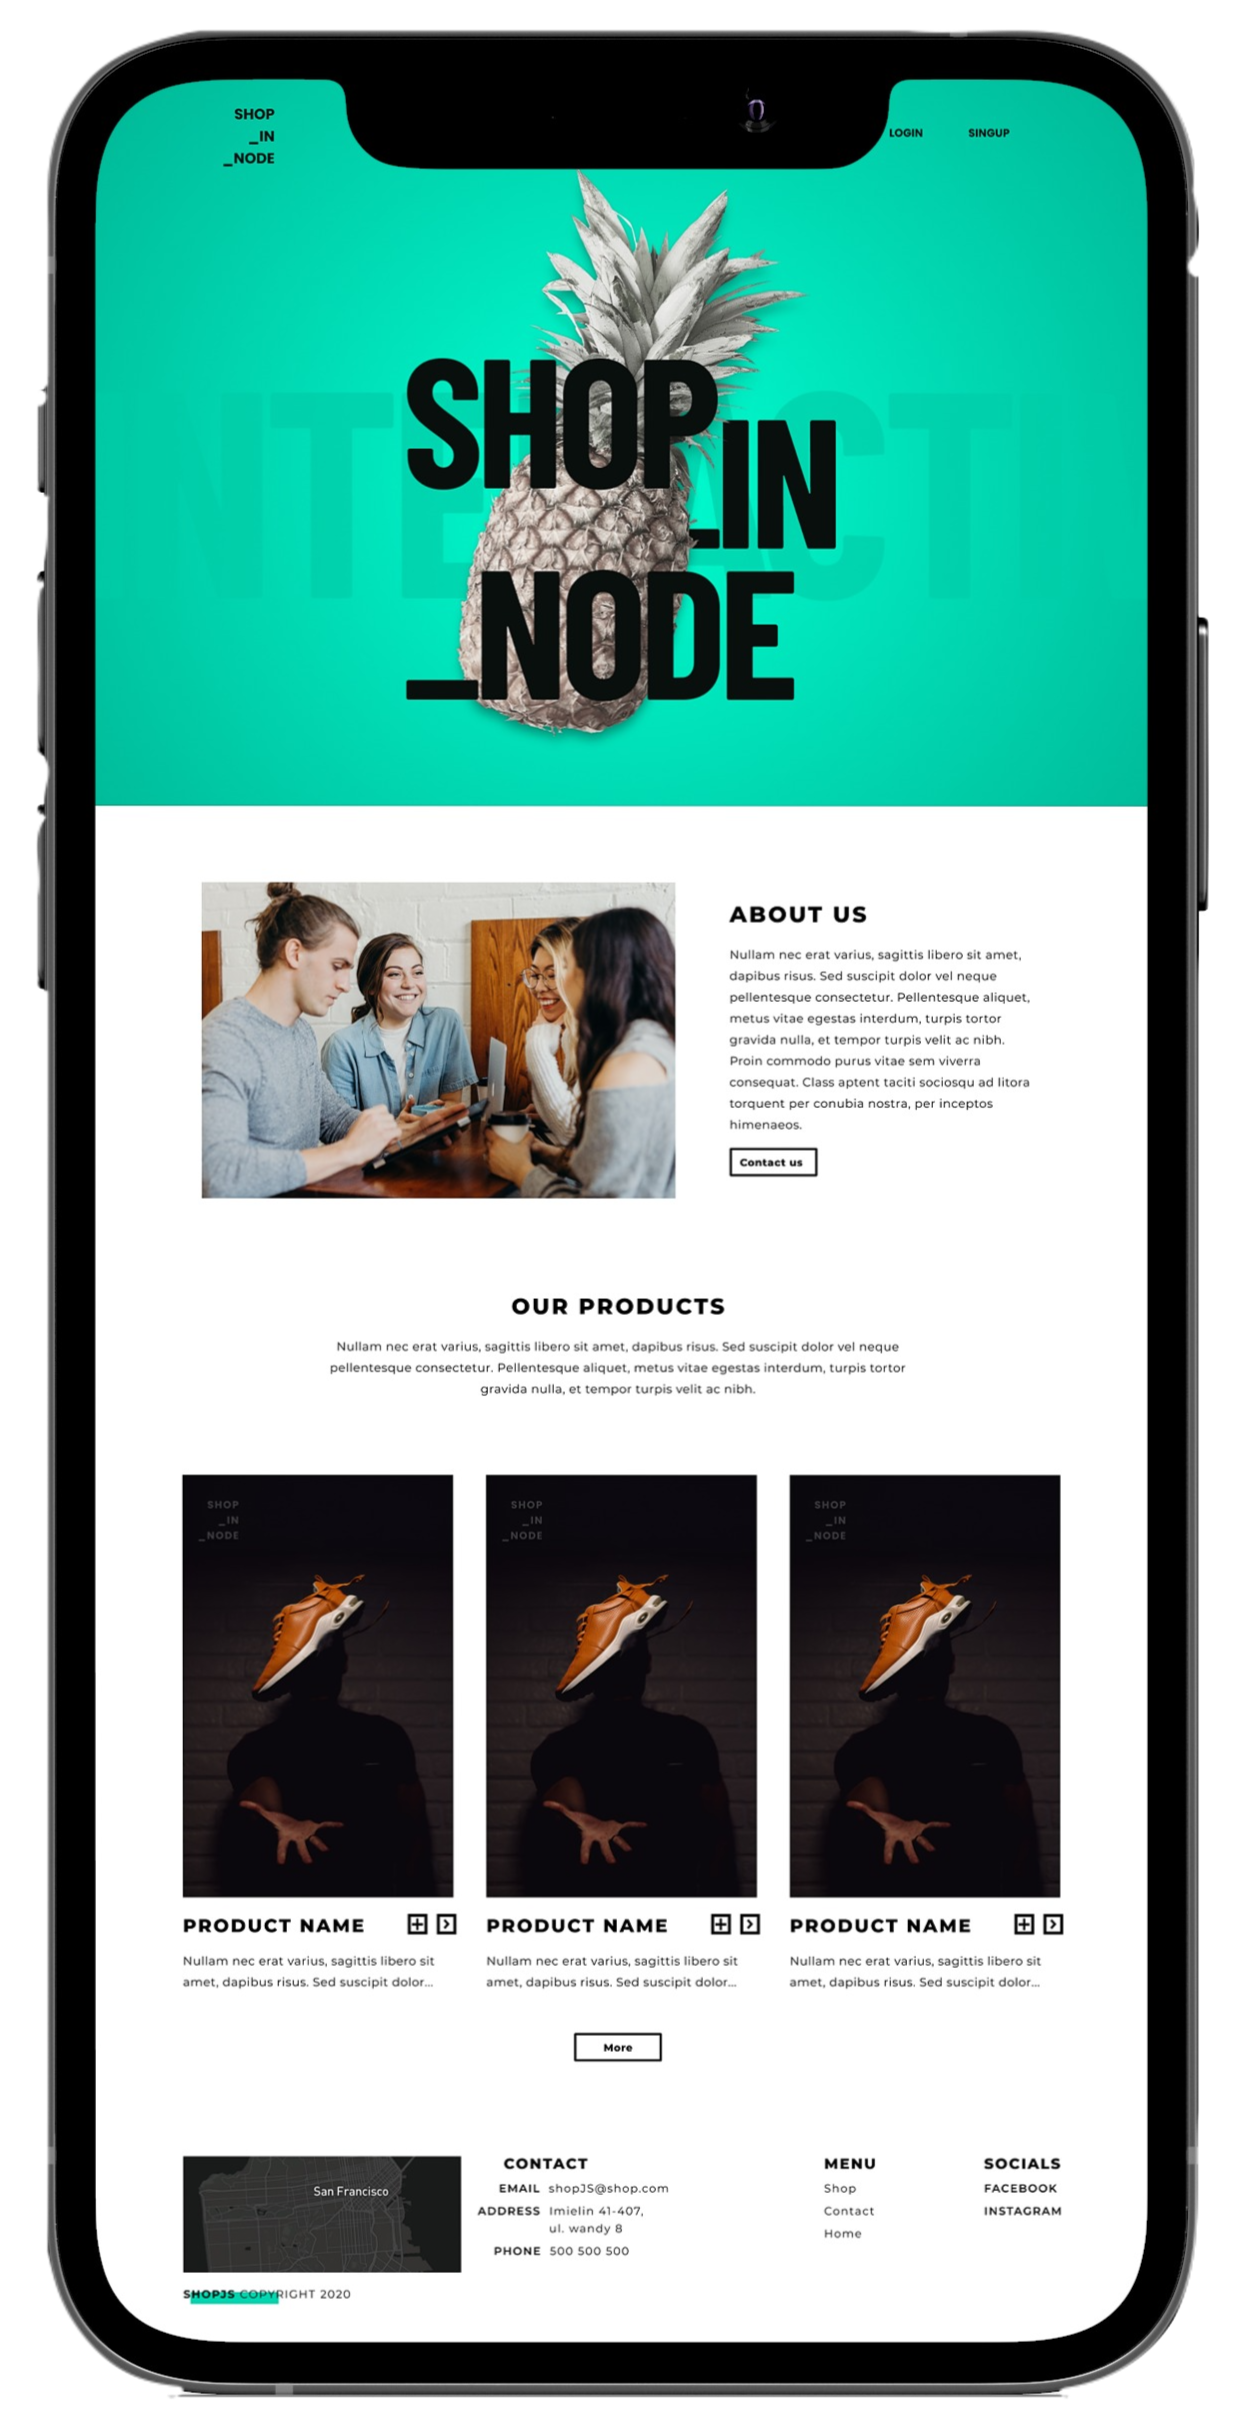 SHOP
_IN
_NODE
LOGIN
SINGUP
SHOP
_IN
_NODE
ABOUT US
Nullam nec erat varius, sagittis libero sit amet,
dapibus risus. Sed suscipit dolor vel neque
pellentesque consectetur. Pellentesque aliquet,
metus vitae egestas interdum, turpis tortor
gravida nulla, et tempor turpis velit ac nibh.
Proin commodo purus vitae sem viverra
consequat. Class aptent taciti sociosqu ad litora
torquent per conubia nostra, per inceptos
himenaeos.
Contact us
OUR PRODUCTS
Nullam nec erat varius, sagittis libero sit amet, dapibus risus. Sed suscipit dolor vel neque
pellentesque consectetur. Pellentesque aliquet, metus vitae egestas interdum, turpis tortor
gravida nulla, et tempor turpis velit ac nibh.
SHOP
_IN
_NODE
PRODUCT NAME
Nullam nec erat varius, sagittis libero sit
amet, dapibus risus. Sed suscipit dolor...
SHOP
_IN
_NODE
PRODUCT NAME
Nullam nec erat varius, sagittis libero sit
amet, dapibus risus. Sed suscipit dolor...
SHOP
_IN
_NODE
PRODUCT NAME
Nullam nec erat varius, sagittis libero sit
amet, dapibus risus. Sed suscipit dolor...
More
San Francisco
CONTACT
EMAIL shopJS@shop.com
ADDRESS Imielin 41-407,
ul. wandy 8
PHONE 500 500 500
MENU
Shop
Contact
Home
SOCIALS
FACEBOOK
INSTAGRAM
SHOPJS COPYRIGHT 2020